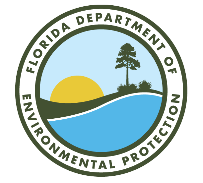 FLORIDA DEPARTMENT OF
ENVIRONMENTAL PROTECTION